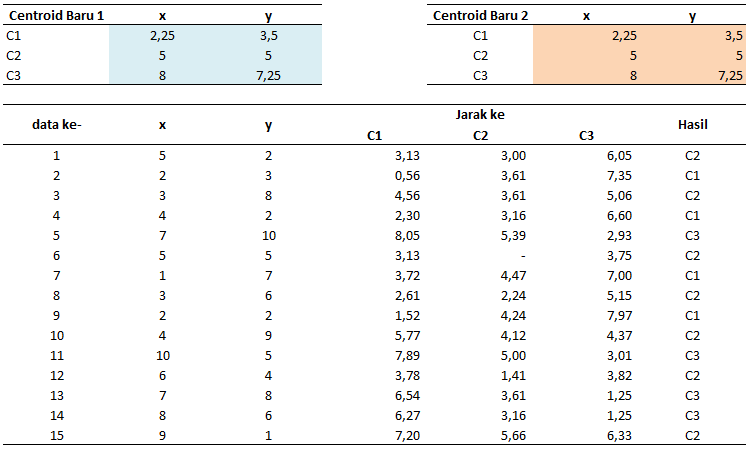 Centroid Baru 1 x y Centroid Baru 2 x y
C1 2,25 3,5 C1 2,25 3,5
C2 5 5 C2 5 5
C3 8 7,25 C3 8 7,25
data ke- x y Jarak ke Hasil
C1 C2 C3
1 5 2 3,13 3,00 6,05 C2
2 2 3 0,56 3,61 7,35 C1
3 3 8 4,56 3,61 5,06 C2
4 4 2 2,30 3,16 6,60 C1
5 7 10 8,05 5,39 2,93 C3
6 5 5 3,13 - 3,75 C2
7 1 7 3,72 4,47 7,00 C1
8 3 6 2,61 2,24 5,15 C2
9 2 2 1,52 4,24 7,97 C1
10 4 9 5,77 4,12 4,37 C2
11 10 5 7,89 5,00 3,01 C3
12 6 4 3,78 1,41 3,82 C2
13 7 8 6,54 3,61 1,25 C3
14 8 6 6,27 3,16 1,25 C3
15 9 1 7,20 5,66 6,33 C2